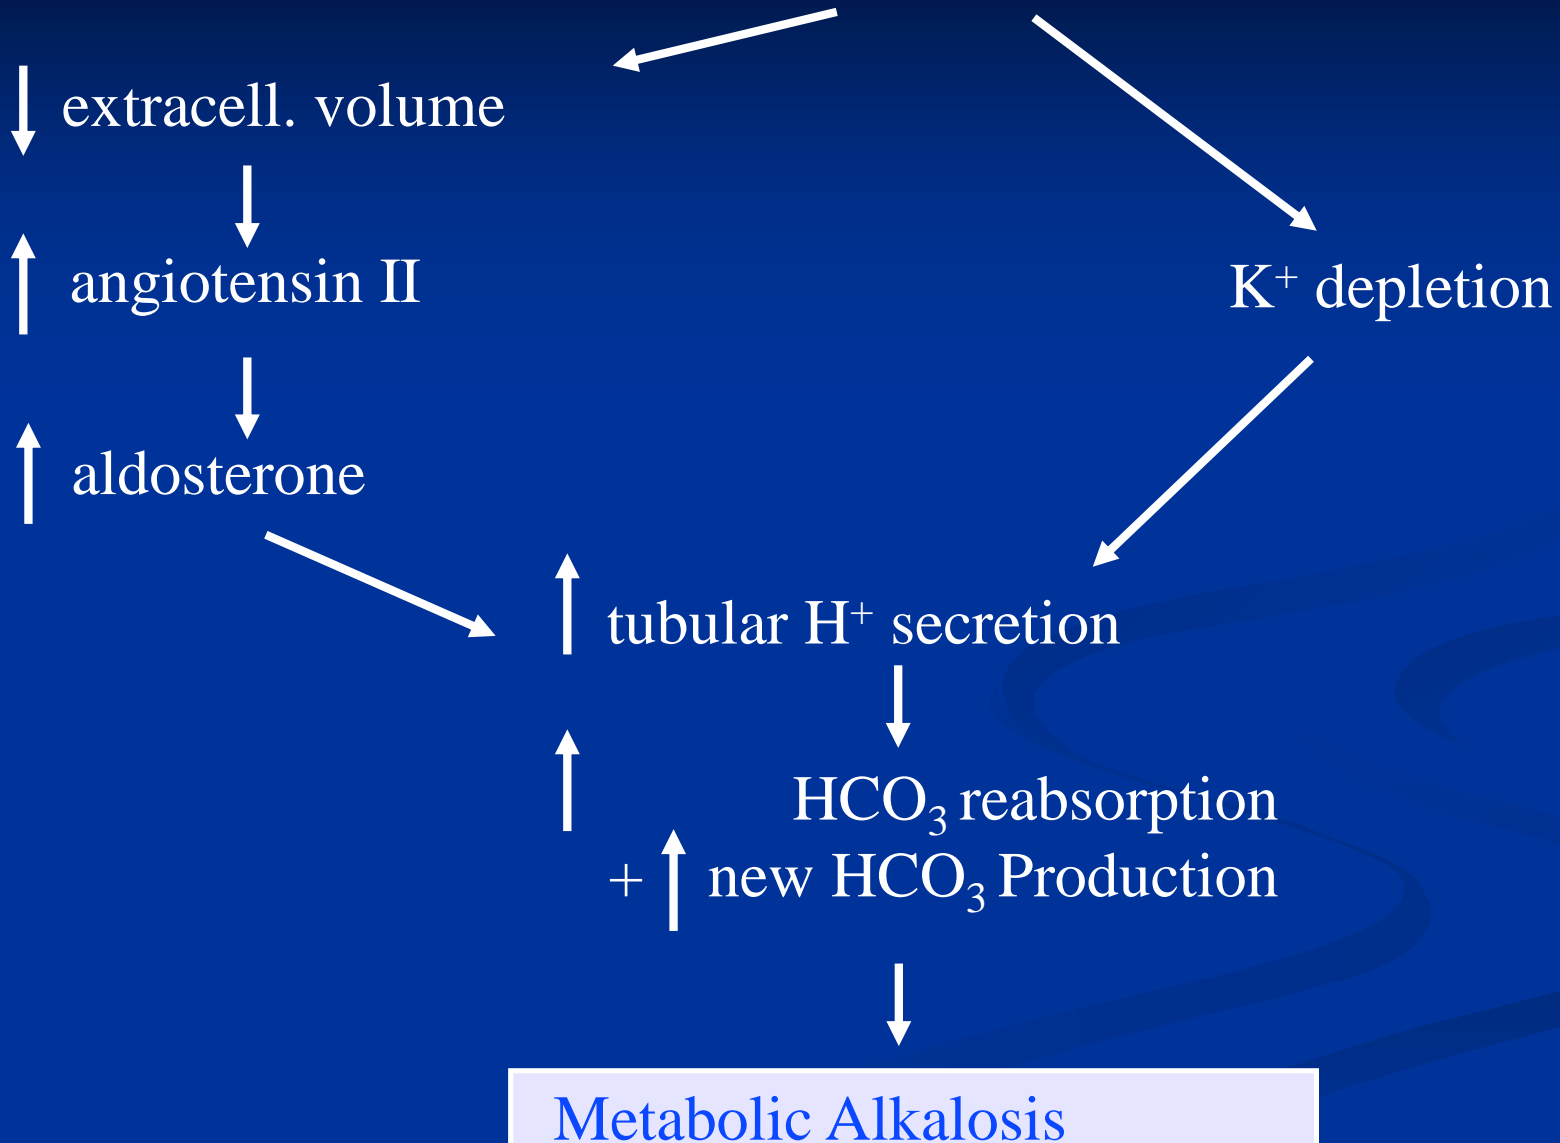 extracell. volume
angiotensin II
K⁺ depletion
aldosterone
tubular H⁺ secretion
HCO₃ reabsorption
+ new HCO₃ Production
Metabolic Alkalosis